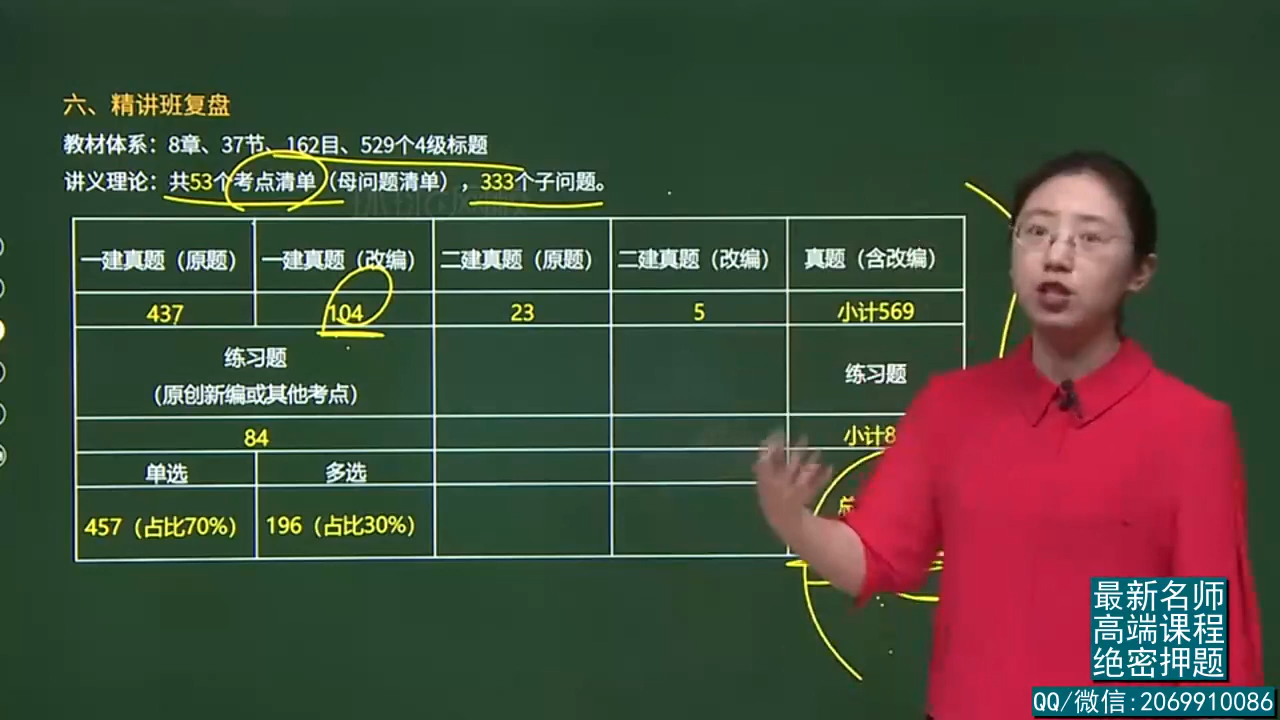 六、精讲班复盘
教材体系：8章、37节、162目、529个4级标题
讲义理论：共53个考点清单（母问题清单），333个子问题。
一建真题（原题） 一建真题（改编） 二建真题（原题） 二建真题（改编） 真题（含改编）
437 104 23 5 小计569
练习题
（原创新编或其他考点）
练习题
84 小计8
单选 多选
457（占比70%） 196（占比30%）
最新名师
高端课程
绝密押题
QQ/微信:2069910086